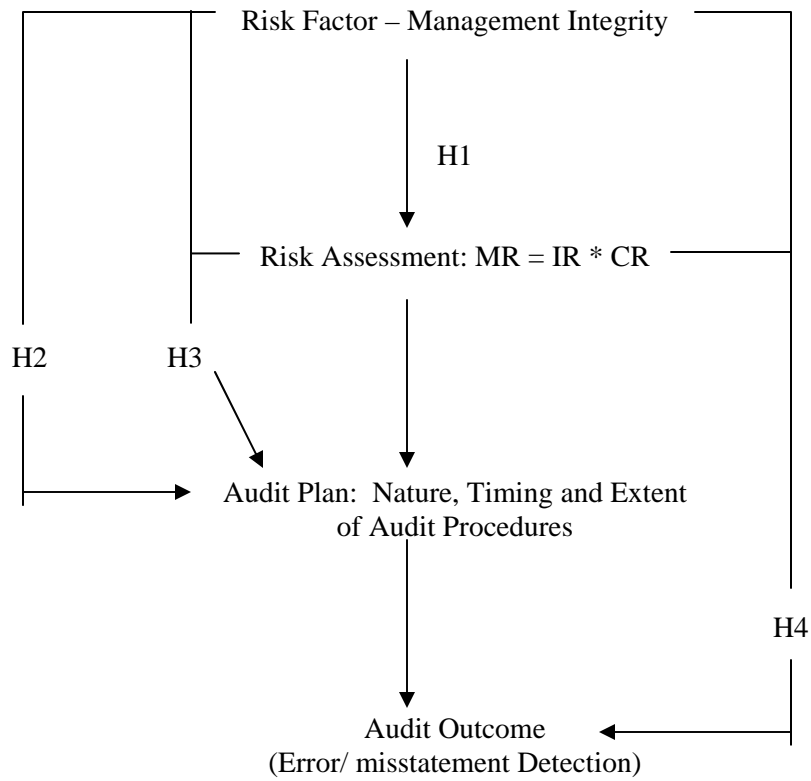 Risk Factor – Management Integrity
H1
Risk Assessment: MR = IR * CR
H2
H3
Audit Plan:  Nature, Timing and Extent
of Audit Procedures
H4
Audit Outcome
(Error/ misstatement Detection)